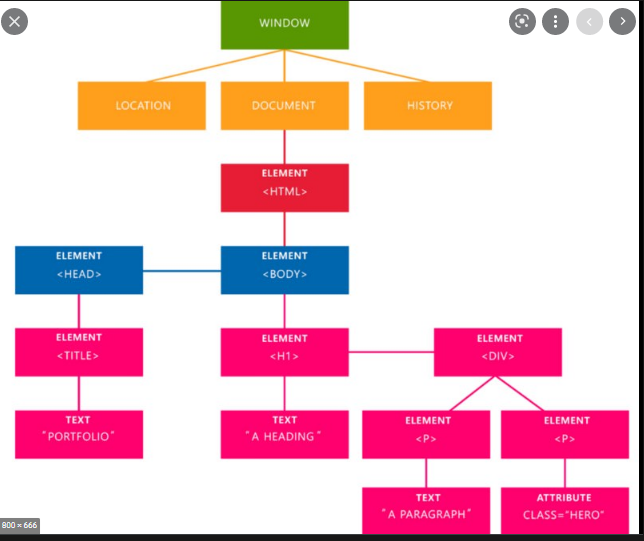 WINDOW
LOCATION
DOCUMENT
HISTORY
ELEMENT
<HTML>
ELEMENT
<HEAD>
ELEMENT
<BODY>
ELEMENT
<TITLE>
ELEMENT
<H1>
ELEMENT
<DIV>
TEXT
"PORTFOLIO"
TEXT
"A HEADING"
ELEMENT
<P>
ELEMENT
<P>
TEXT
"A PARAGRAPH"
ATTRIBUTE
CLASS="HERO"
800 × 666